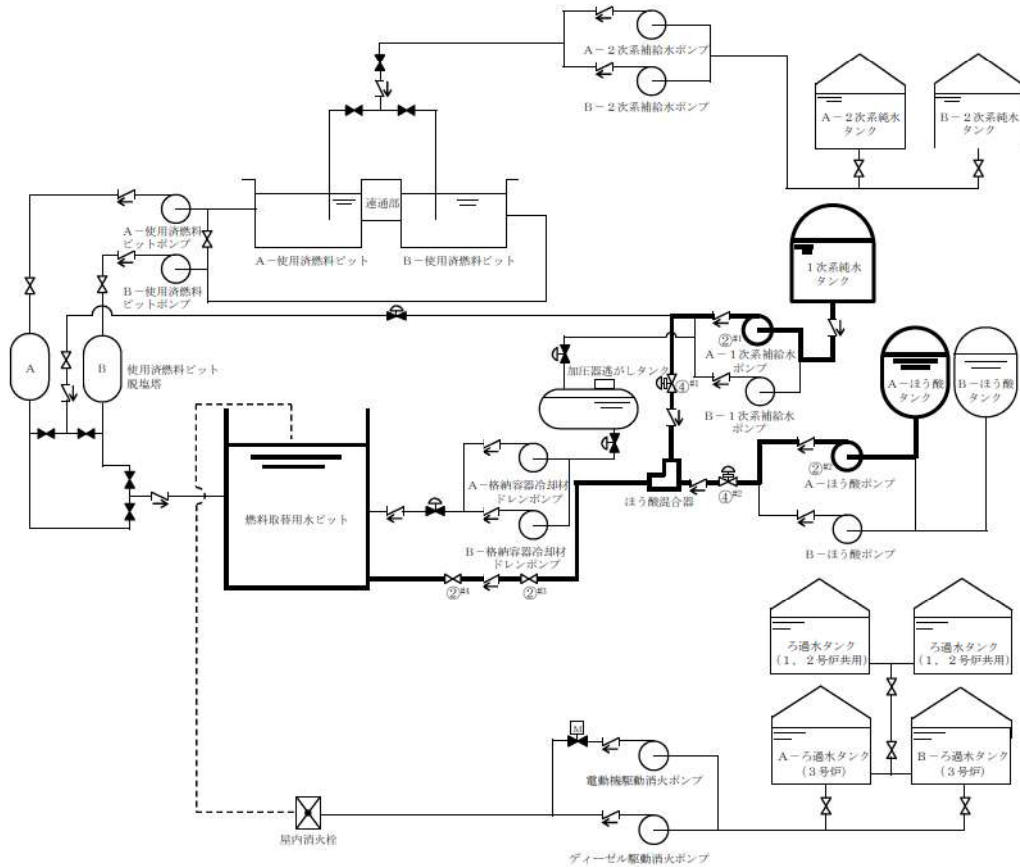 A－2次系補給水ポンプ
B－2次系補給水ポンプ
A－2次系純水
タンク
B－2次系純水
タンク
連通部
A－使用済燃料
ピットポンプ
A－使用済燃料ピット
B－使用済燃料ピット
B－使用済燃料
ピットポンプ
1次系純水
タンク
②#1
A－1次系補給水
ポンプ
A
B
使用済燃料ピット
脱塩塔
加圧器逃がしタンク
④#1
B－1次系補給水
ポンプ
A－ほう酸
タンク
B－ほう酸
タンク
②#2
A－ほう酸ポンプ
A－格納容器冷却材
ドレンポンプ
ほう酸混合器
④#2
燃料取替用水ピット
B－格納容器冷却材
ドレンポンプ
B－ほう酸ポンプ
②#4
②#3
ろ過水タンク
(1，2号炉共用)
ろ過水タンク
(1，2号炉共用)
M
電動機駆動消火ポンプ
A－ろ過水タンク
(3号炉)
B－ろ過水タンク
(3号炉)
屋内消火栓
ディーゼル駆動消火ポンプ